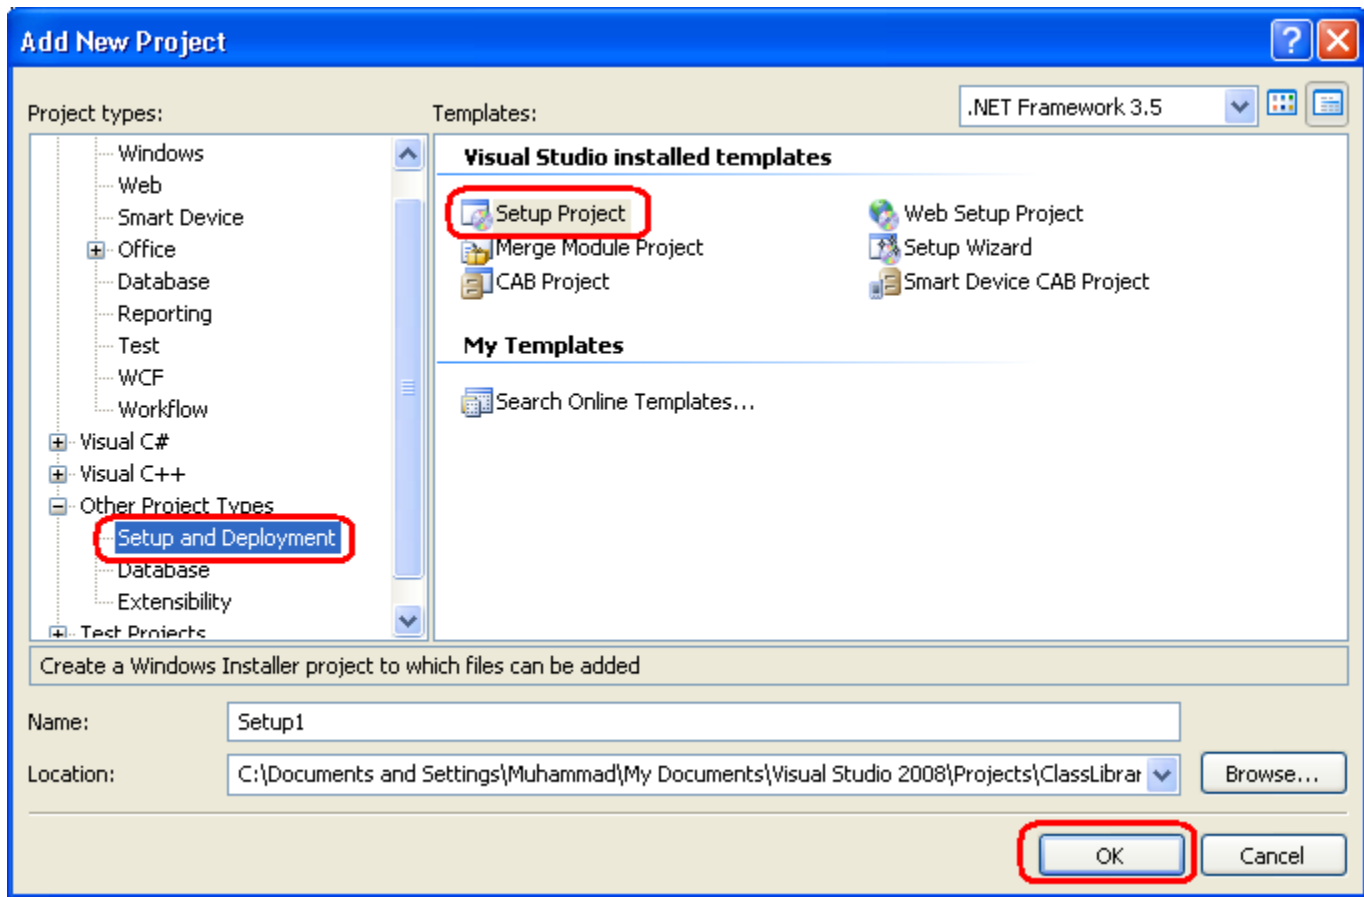 Add New Project
Project types:
Templates:
.NET Framework 3.5
Windows
Web
Smart Device
Office
Database
Reporting
Test
WCF
Workflow
Visual C#
Visual C++
Other Project Types
Setup and Deployment
Database
Extensibility
Test Projects
Visual Studio installed templates
Setup Project
Web Setup Project
Merge Module Project
Setup Wizard
CAB Project
Smart Device CAB Project
My Templates
Search Online Templates...
Create a Windows Installer project to which files can be added
Name:
Setup1
Location:
C:\Documents and Settings\Muhammad\My Documents\Visual Studio 2008\Projects\ClassLibrar
Browse...
OK
Cancel